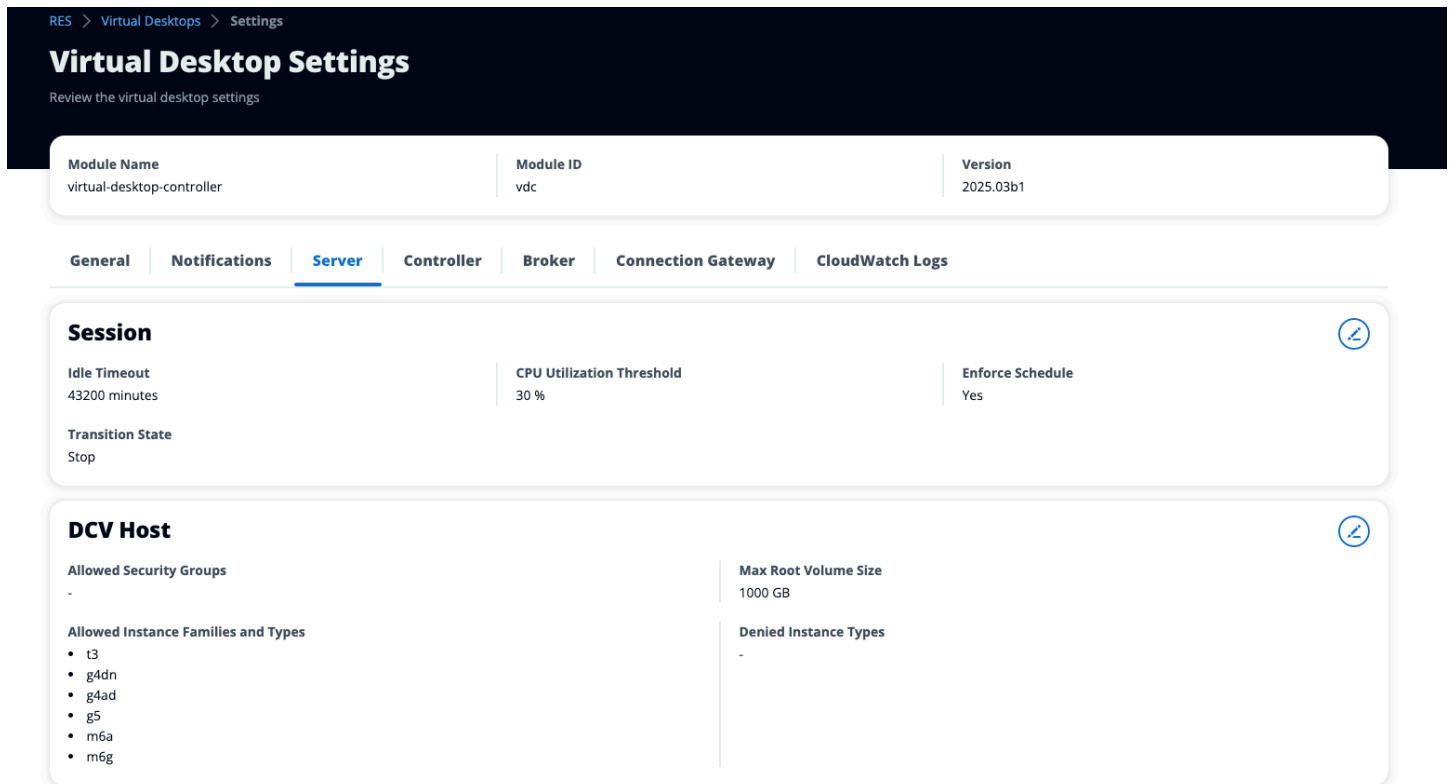 RES > Virtual Desktops > Settings
Virtual Desktop Settings
Review the virtual desktop settings
Module Name
virtual-desktop-controller
Module ID
vdc
Version
2025.03b1
General Notifications Server Controller Broker Connection Gateway CloudWatch Logs
Session
Idle Timeout
43200 minutes
CPU Utilization Threshold
30 %
Enforce Schedule
Yes
Transition State
Stop
DCV Host
Allowed Security Groups
-
Max Root Volume Size
1000 GB
Allowed Instance Families and Types
• t3
• g4dn
• g4ad
• g5
• m6a
• m6g
Denied Instance Types
-